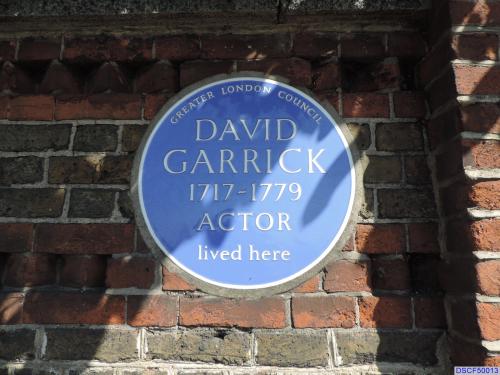 GREATER LONDON COUNCIL
DAVID
GARRICK
1717-1779
ACTOR
lived here
DSCF50013